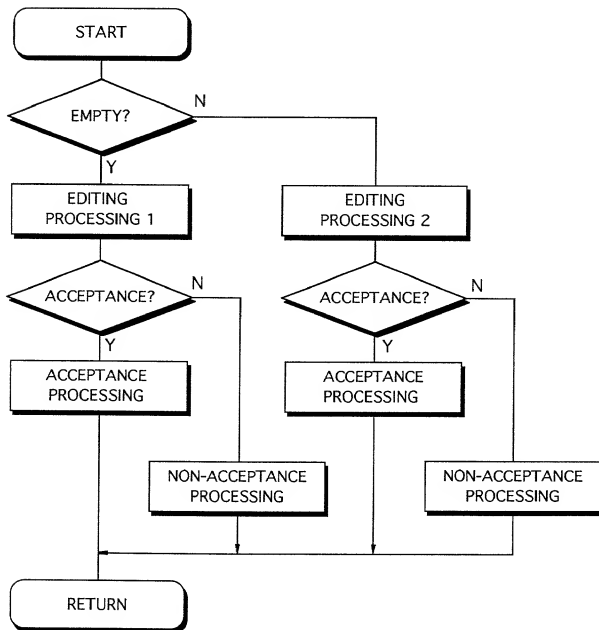 START
EMPTY?
N
Y
EDITING
PROCESSING 1
EDITING
PROCESSING 2
ACCEPTANCE?
N
Y
ACCEPTANCE?
N
Y
ACCEPTANCE
PROCESSING
ACCEPTANCE
PROCESSING
NON-ACCEPTANCE
PROCESSING
NON-ACCEPTANCE
PROCESSING
RETURN